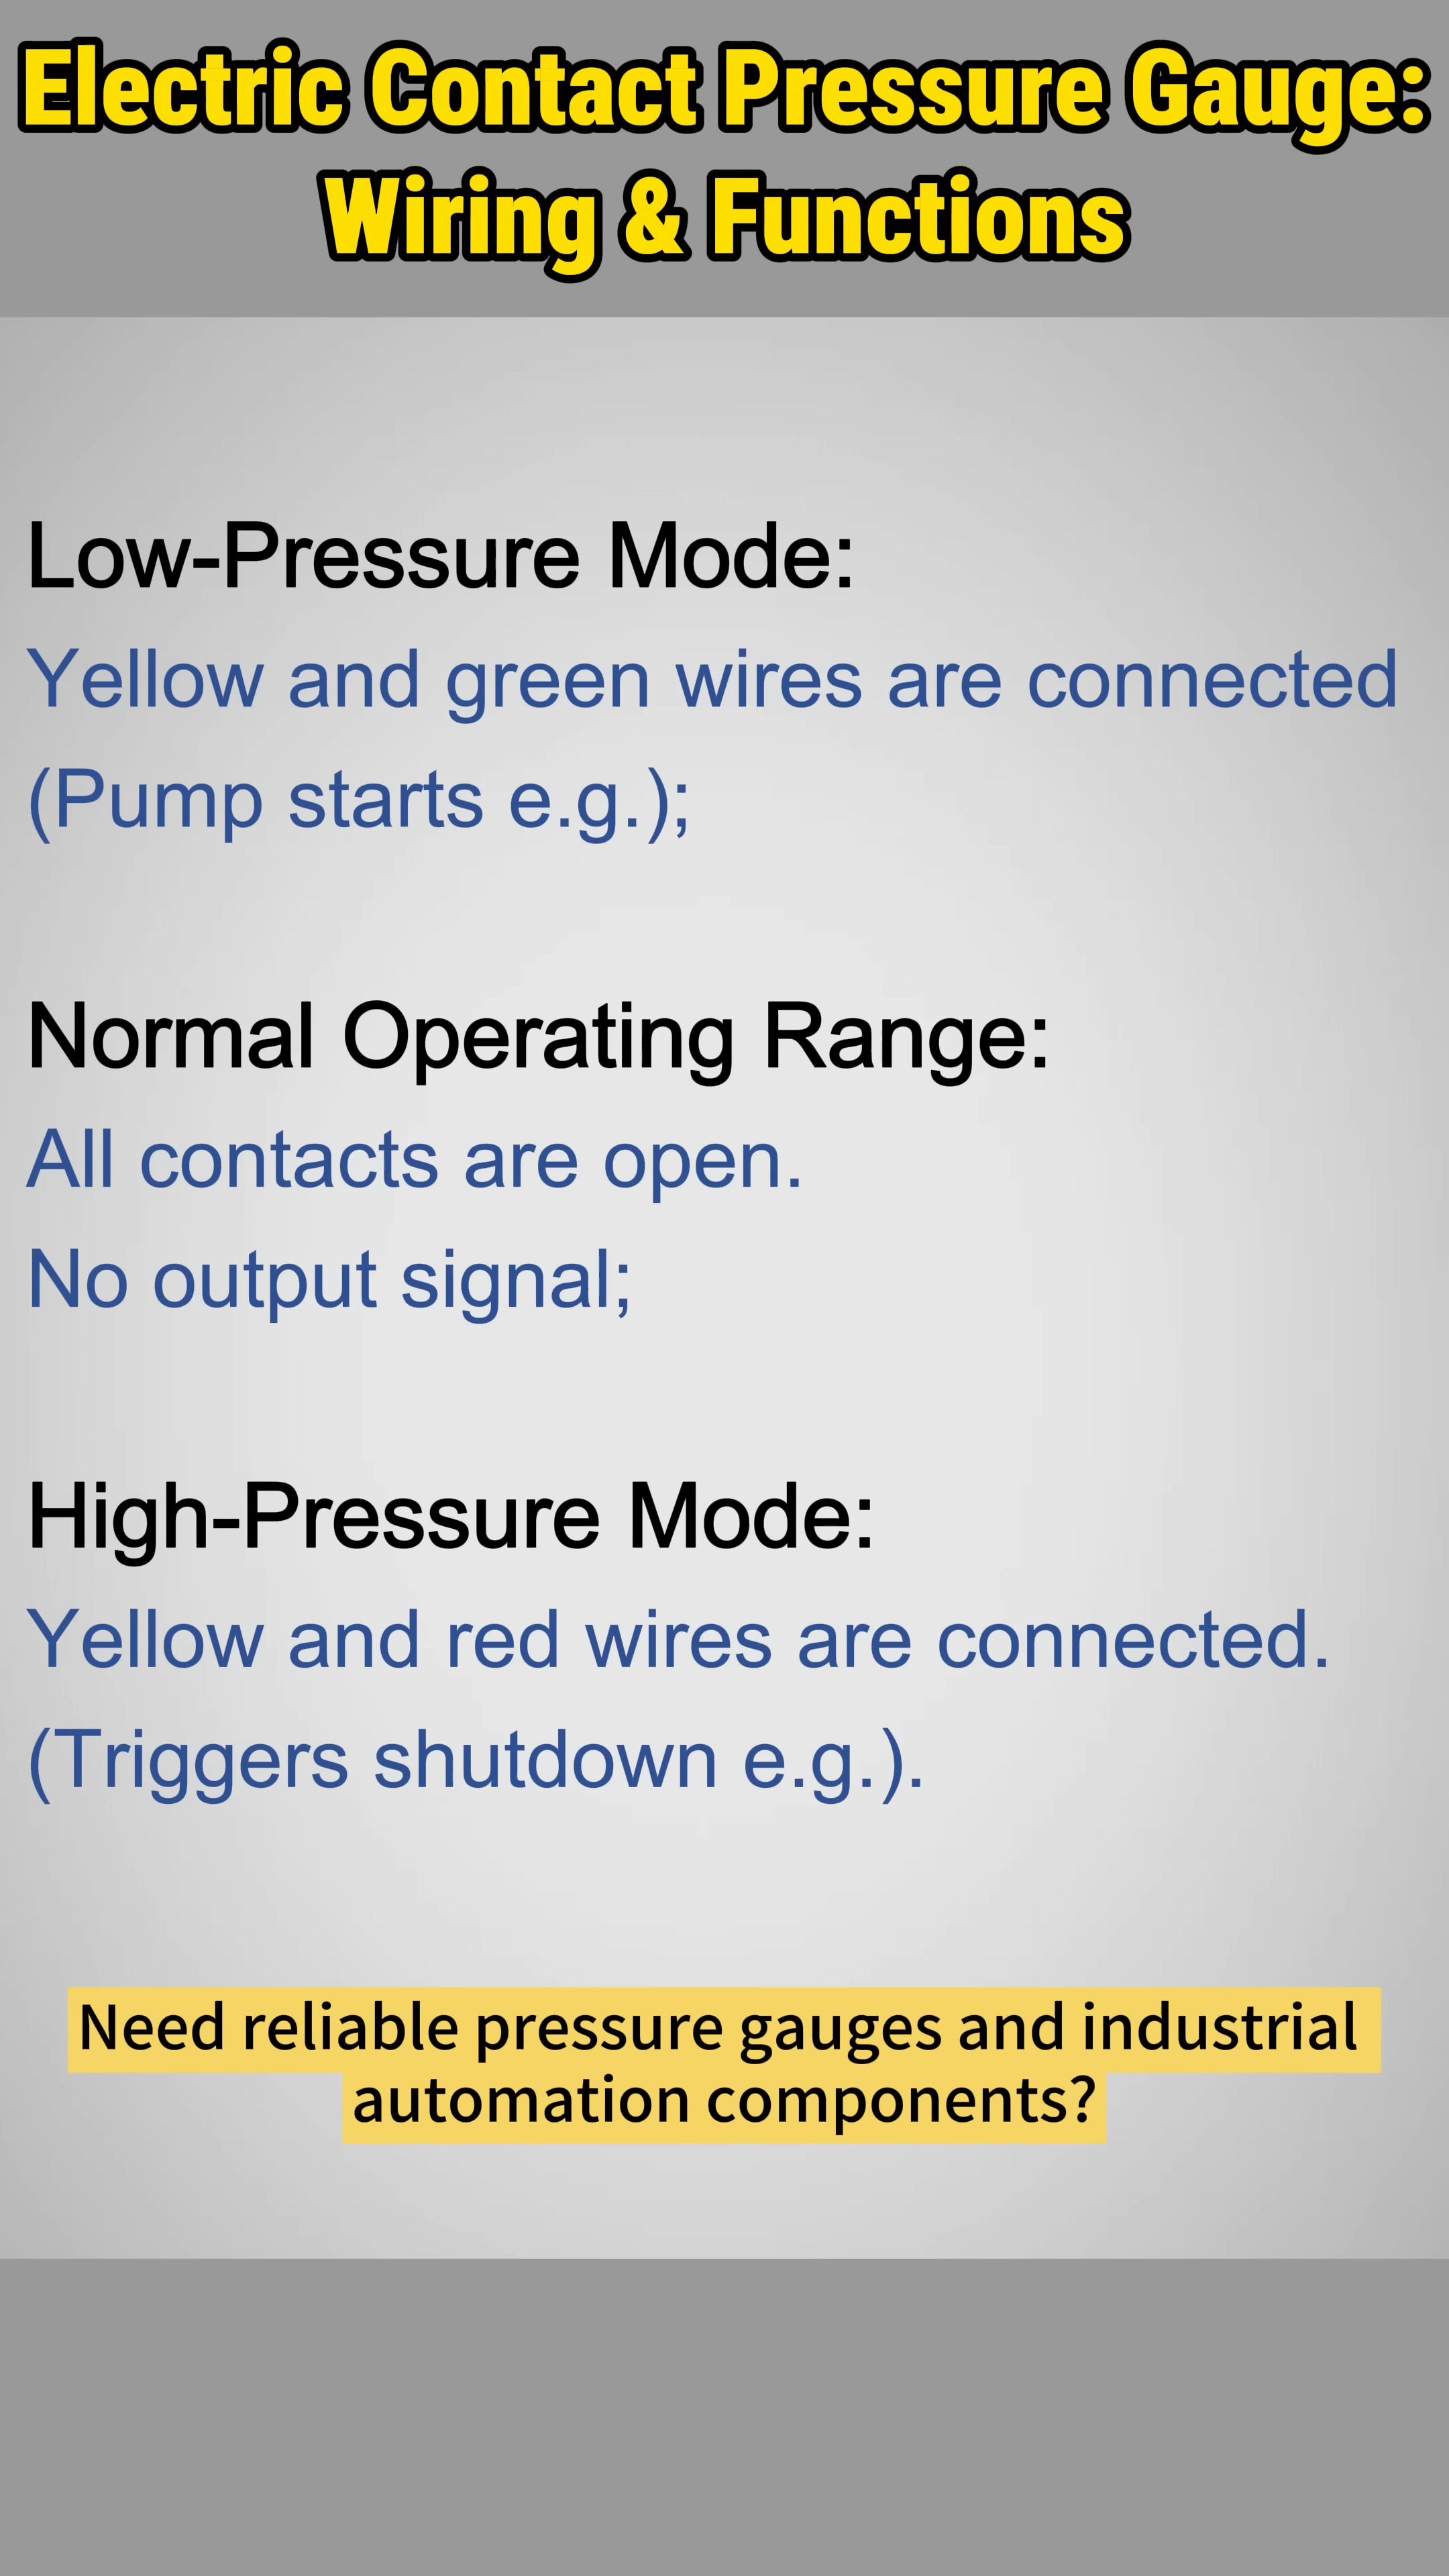 Electric Contact Pressure Gauge:
Wiring & Functions
Low-Pressure Mode:
Yellow and green wires are connected
(Pump starts e.g.);
Normal Operating Range:
All contacts are open.
No output signal;
High-Pressure Mode:
Yellow and red wires are connected.
(Triggers shutdown e.g.).
Need reliable pressure gauges and industrial
automation components?